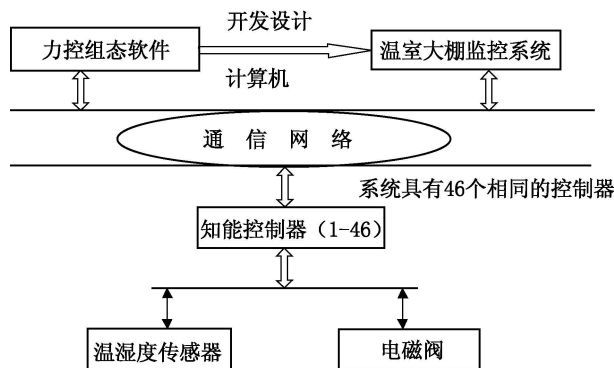 开发设计
力控组态软件
温室大棚监控系统
计算机
通信网络
系统具有46个相同的控制器
知能控制器（1-46）
温湿度传感器
电磁阀